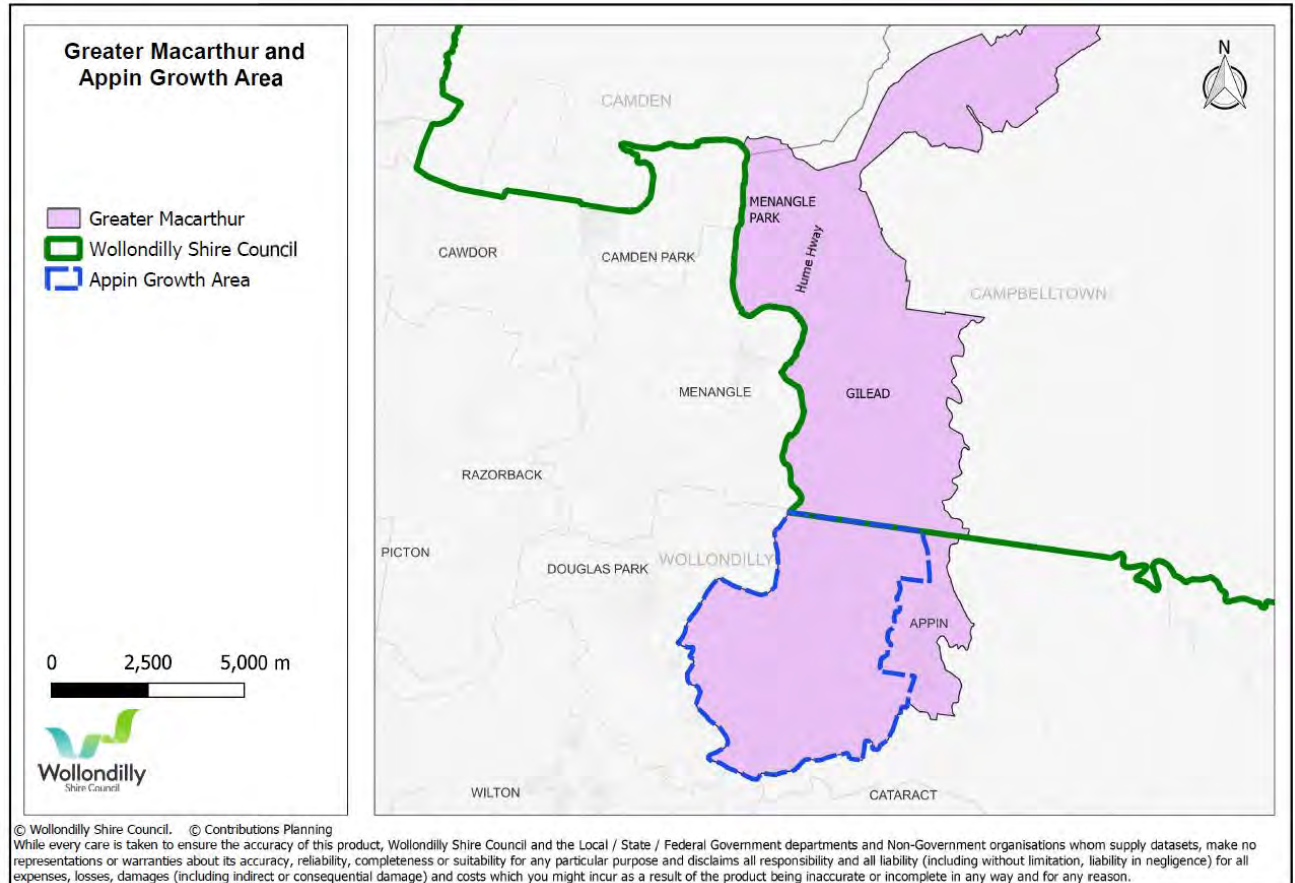 Greater Macarthur and
Appin Growth Area
Greater Macarthur
Wollondilly Shire Council
Appin Growth Area
0 2,500 5,000 m
Wollondilly
Shire Council
N
CAMDEN
MENANGLE
PARK
Hume Hway
CAWDOR
CAMDEN PARK
CAMPBELLTOWN
MENANGLE
GILEAD
RAZORBACK
PICTON
DOUGLAS PARK
WOLLONDILLY
APPIN
WILTON
CATARACT
© Wollondilly Shire Council. © Contributions Planning
While every care is taken to ensure the accuracy of this product, Wollondilly Shire Council and the Local / State / Federal Government departments and Non-Government organisations whom supply datasets, make no
representations or warranties about its accuracy, reliability, completeness or suitability for any particular purpose and disclaims all responsibility and all liability (including without limitation, liability in negligence) for all
expenses, losses, damages (including indirect or consequential damage) and costs which you might incur as a result of the product being inaccurate or incomplete in any way and for any reason.